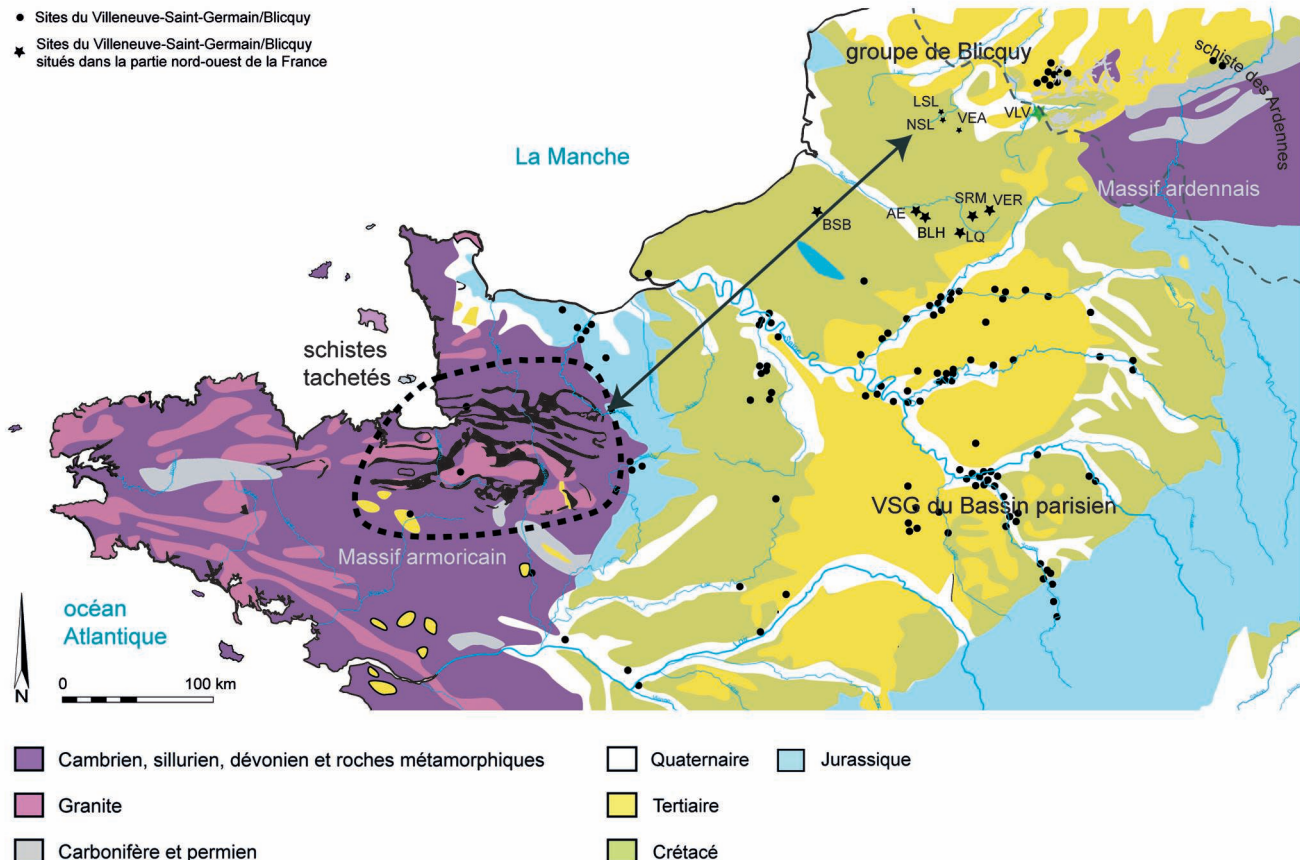 Sites du Villeneuve-Saint-Germain/Blicquy
Sites du Villeneuve-Saint-Germain/Blicquy
situés dans la partie nord-ouest de la France
groupe de Blicquy
schiste des Ardennes
LSL
NSL
VEA
VLV
La Manche
Massif ardennais
SRM
VER
AE
BSB
BLH
LQ
Seine
schistes
tachetés
VSG du Bassin parisien
Massif armoricain
océan
Atlantique
Loire
N
0
100 km
Cambrien, sillurien, dévonien et roches métamorphiques
Quaternaire
Jurassique
Granite
Tertiaire
Carbonifère et permien
Crétacé